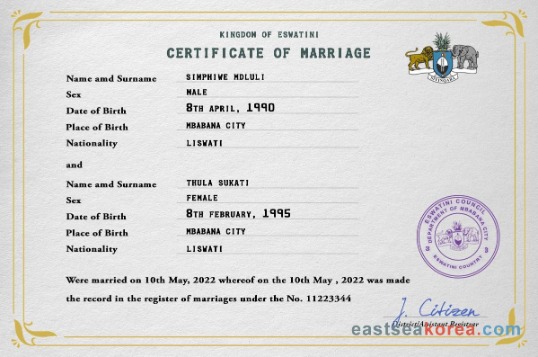 KINGDOM OF ESWATINI
CERTIFICATE OF MARRIAGE
Name amd Surname SIMPHIWE MDLULI
Sex MALE
Date of Birth 8TH APRIL, 1990
Place of Birth MBABANA CITY
Nationality LISWATI
and
Name amd Surname THULA SUKATI
Sex FEMALE
Date of Birth 8TH FEBRUARY, 1995
Place of Birth MBABANA CITY
Nationality LISWATI
ESWATINI COUNCIL
DEPARTMENT OF MBABANA CITY
ESWATINI COUNTRY
Were married on 10th May, 2022 whereof on the 10th May , 2022 was made
the record in the register of marriages under the No. 11223344
J. Citizen
District/Assistant Registrar
eastseakorea.com